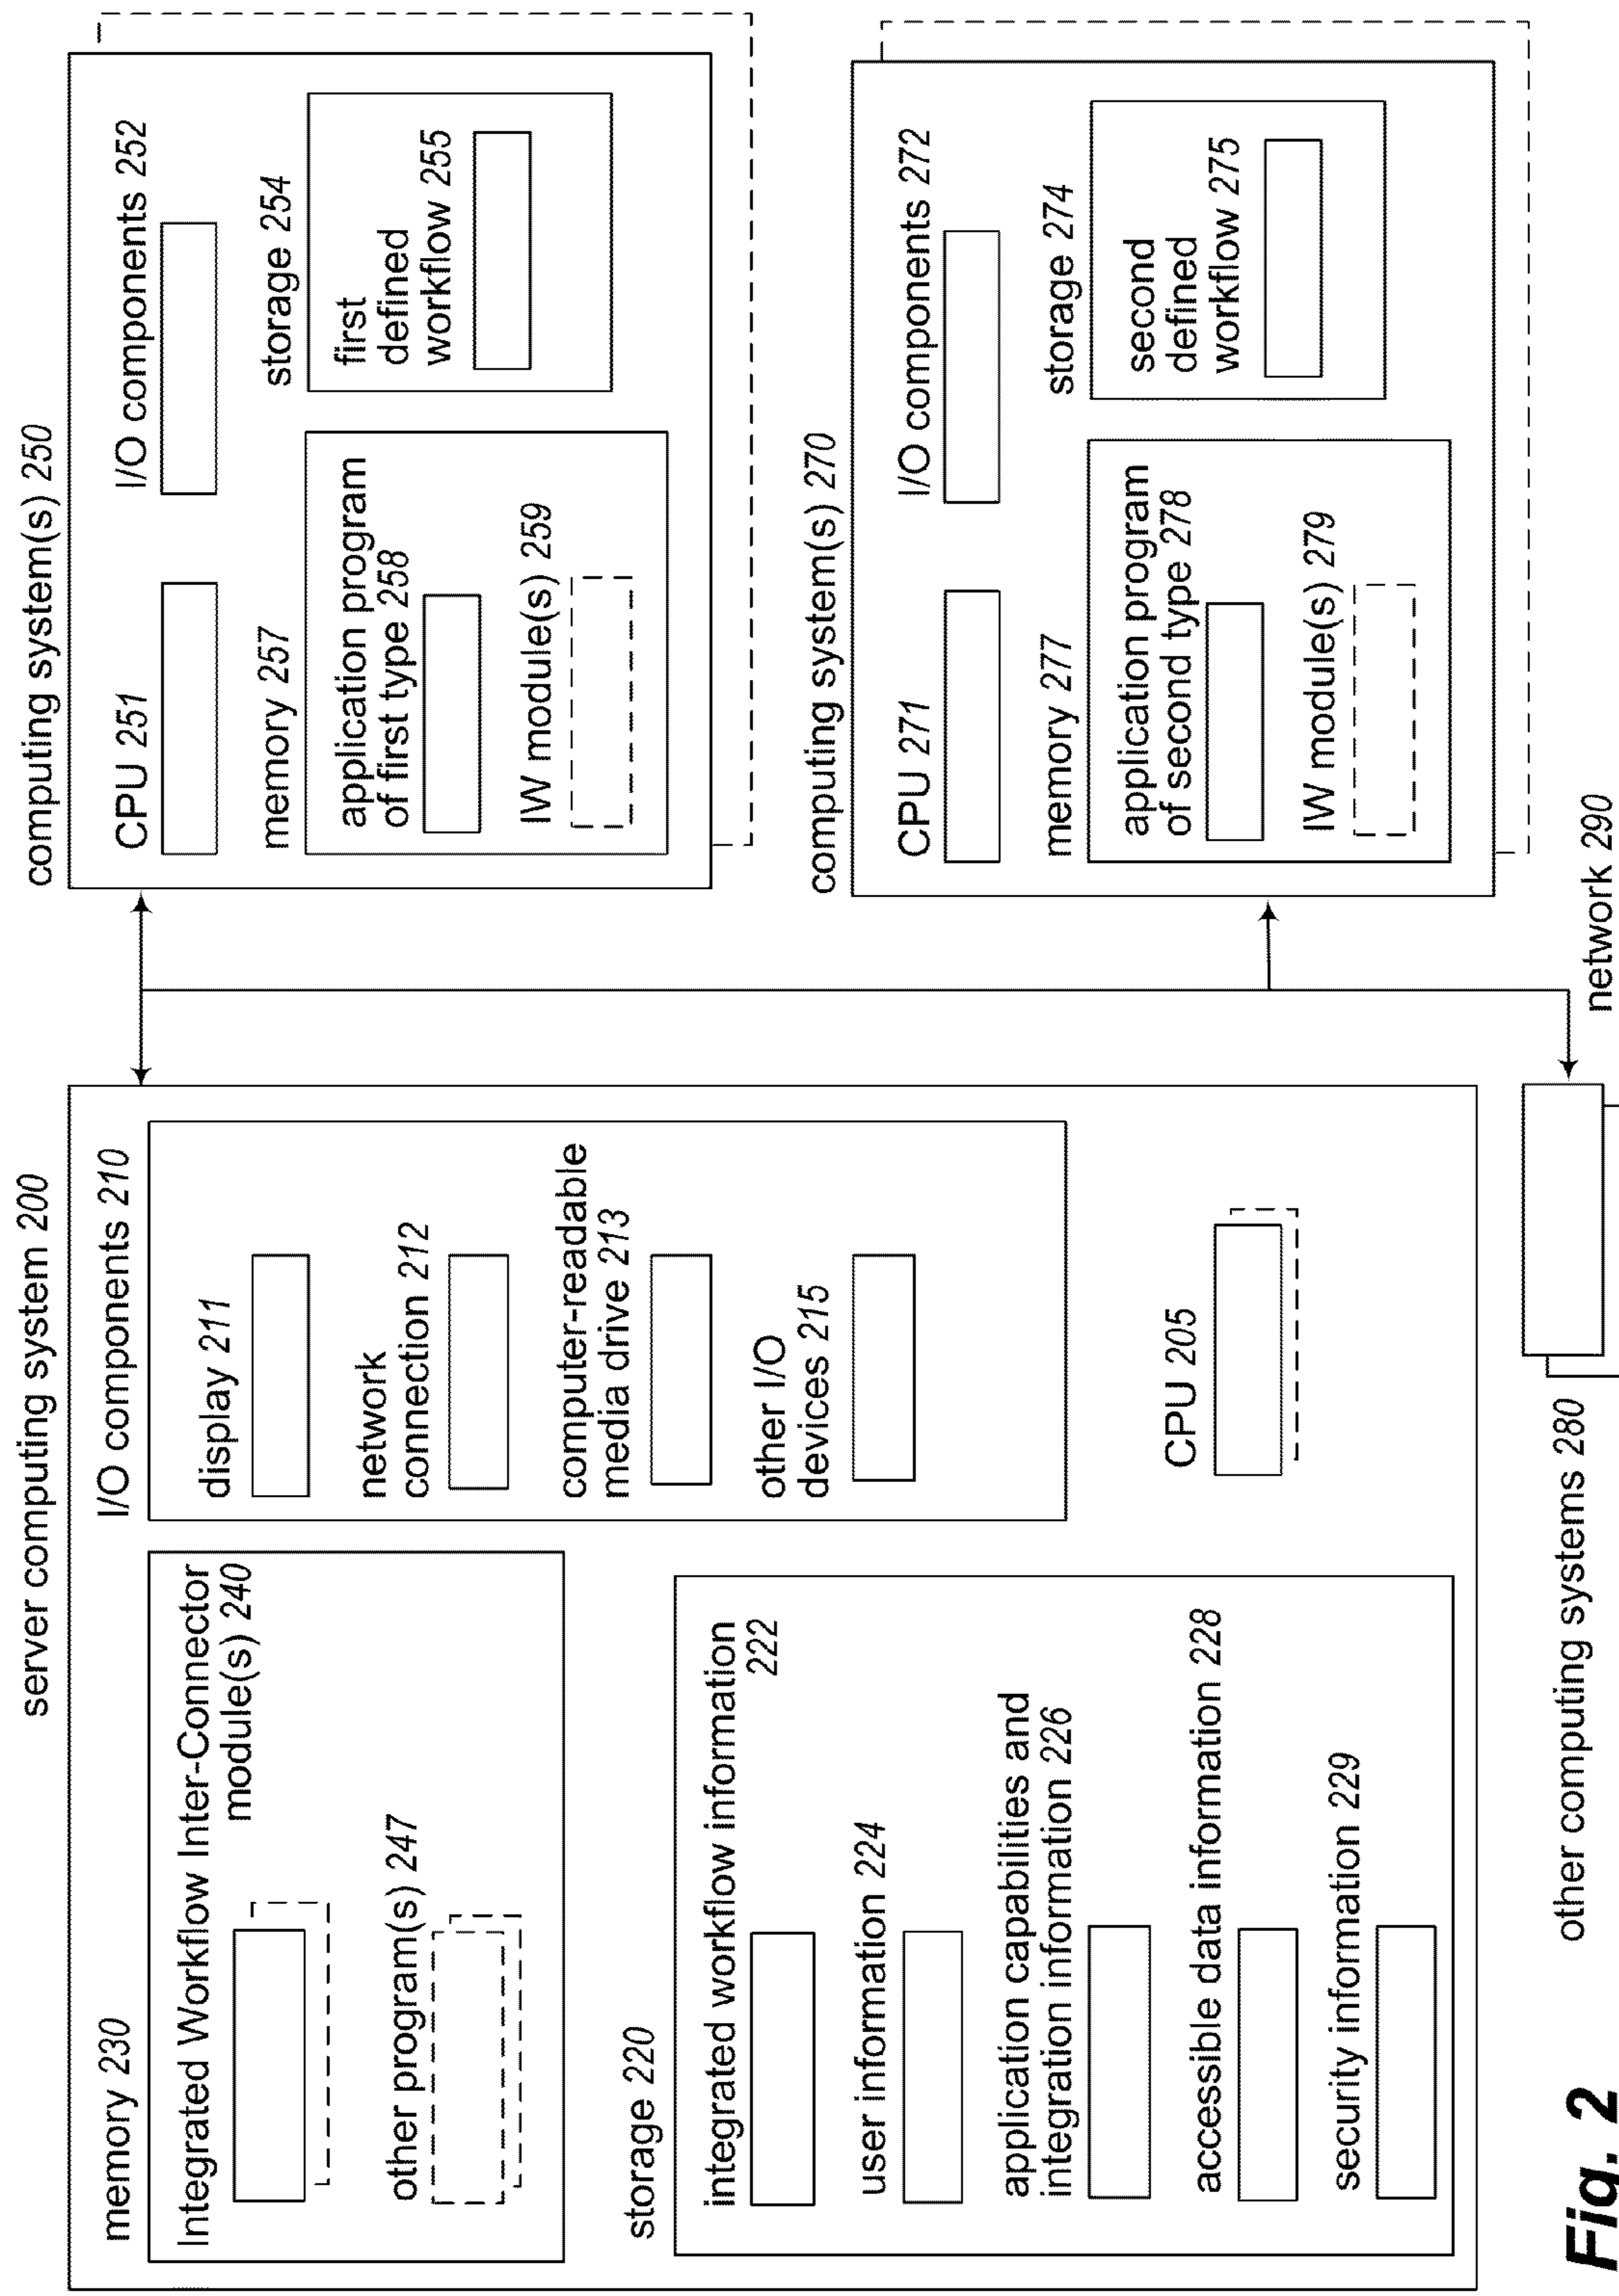 server computing system 200
memory 230
Integrated Workflow Inter-Connector
module(s) 240
other program(s) 247
storage 220
integrated workflow information
222
user information 224
application capabilities and
integration information 226
accessible data information 228
security information 229
I/O components 210
display 211
network
connection 212
computer-readable
media drive 213
other I/O
devices 215
CPU 205
computing system(s) 250
CPU 251
I/O components 252
memory 257
application program
of first type 258
IW module(s) 259
storage 254
first
defined
workflow 255
computing system(s) 270
CPU 271
I/O components 272
memory 277
application program
of second type 278
IW module(s) 279
storage 274
second
defined
workflow 275
other computing systems 280
network 290
Fig. 2